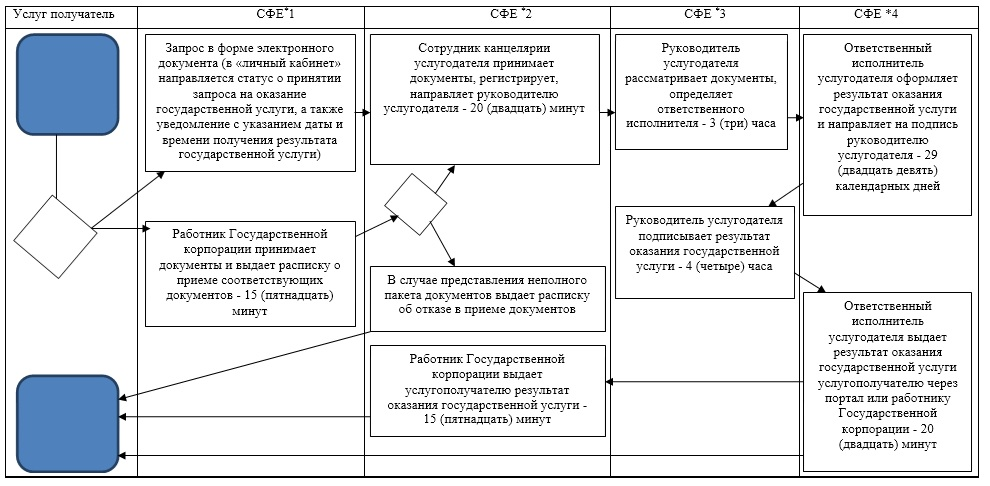 Услуг получатель
СФЕ*1
СФЕ *2
СФЕ *3
СФЕ *4
Запрос в форме электронного
документа (в «личный кабинет»
направляется статус о принятии
запроса на оказание
государственной услуги, а также
уведомление с указанием даты и
времени получения результата
государственной услуги)
Сотрудник канцелярии
услугодателя принимает
документы, регистрирует,
направляет руководителю
услугодателя - 20 (двадцать) минут
Руководитель
услугодателя
рассматривает документы,
определяет
ответственного
исполнителя - 3 (три) часа
Ответственный
исполнитель
услугодателя оформляет
результат оказания
государственной услуги
и направляет на подпись
руководителю
услугодателя - 29
(двадцать девять)
календарных дней
Работник Государственной
корпорации принимает
документы и выдает расписку о
приеме соответствующих
документов - 15 (пятнадцать)
минут
В случае представления неполного
пакета документов выдает расписку
об отказе в приеме документов
Руководитель услугодателя
подписывает результат
оказания государственной
услуги - 4 (четыре) часа
Ответственный
исполнитель
услугодателя выдает
результат оказания
государственной услуги
услугополучателю через
портал или работнику
Государственной
корпорации - 20
(двадцать) минут
Работник Государственной
корпорации выдает
услугополучателю результат
оказания государственной услуги -
15 (пятнадцать) минут